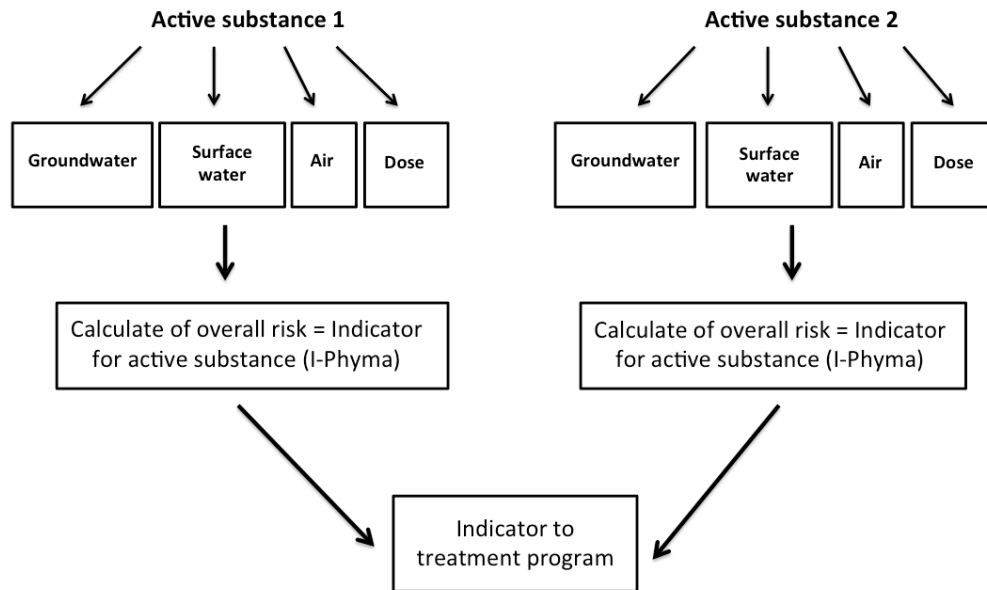 Active substance 1
Active substance 2
Groundwater
Surface
water
Air
Dose
Groundwater
Surface
water
Air
Dose
Calculate of overall risk = Indicator
for active substance (I-Phyma)
Calculate of overall risk = Indicator
for active substance (I-Phyma)
Indicator to
treatment program